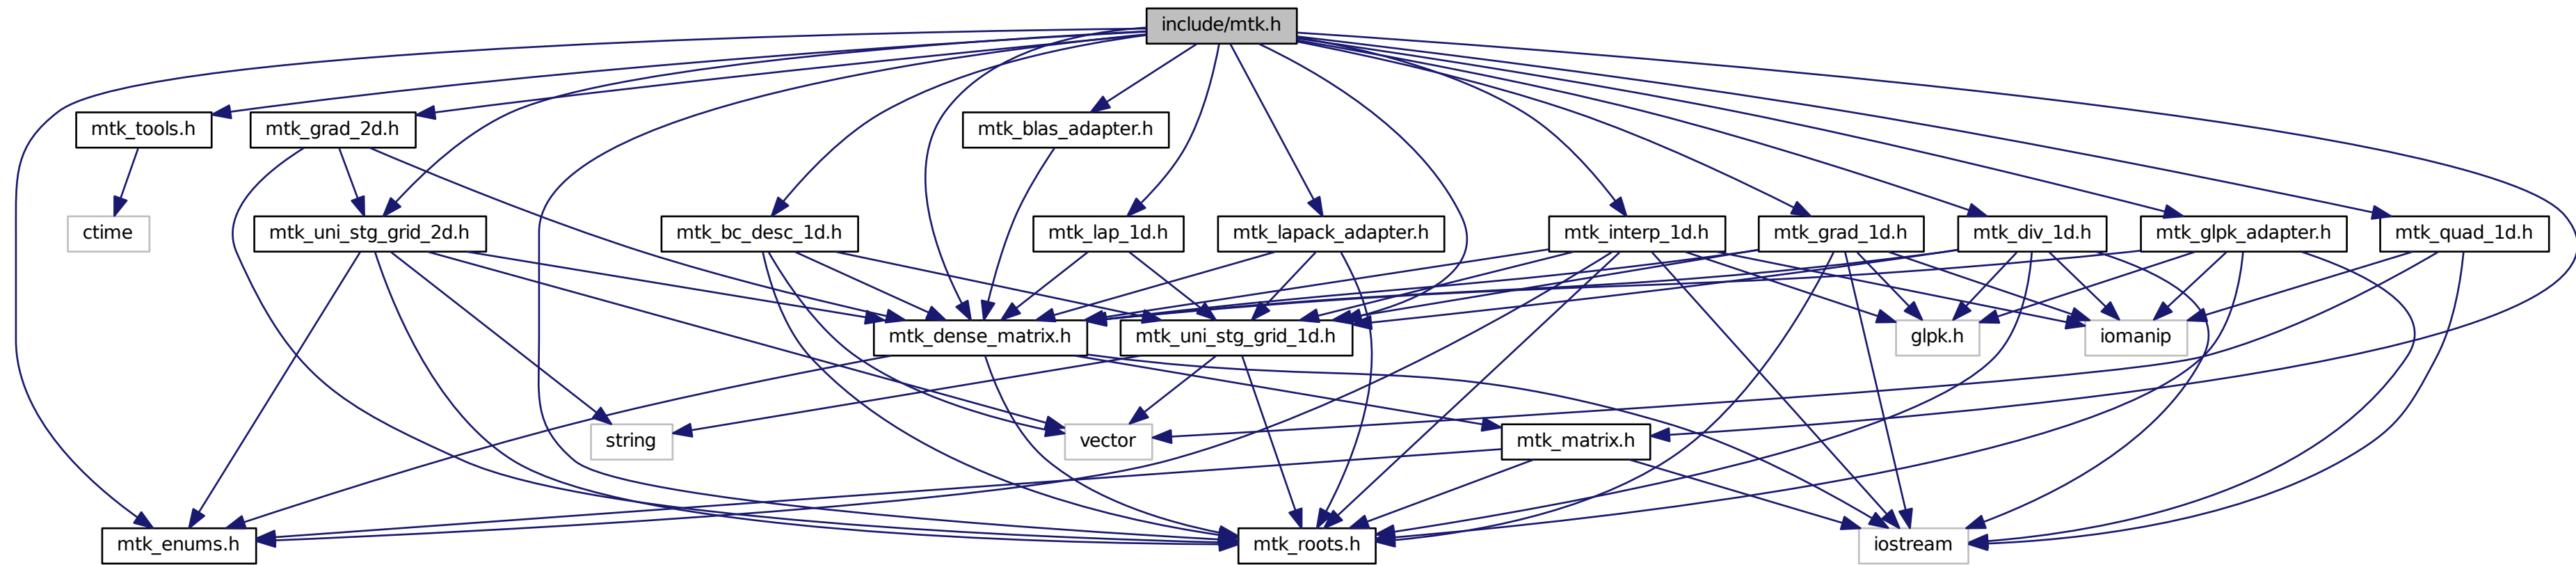 include/mtk.h
mtk_tools.h
mtk_grad_2d.h
mtk_blas_adapter.h
ctime
mtk_uni_stg_grid_2d.h
mtk_bc_desc_1d.h
mtk_lap_1d.h
mtk_lapack_adapter.h
mtk_interp_1d.h
mtk_grad_1d.h
mtk_div_1d.h
mtk_glpk_adapter.h
mtk_quad_1d.h
mtk_dense_matrix.h
mtk_uni_stg_grid_1d.h
glpk.h
iomanip
string
vector
mtk_matrix.h
mtk_enums.h
mtk_roots.h
iostream